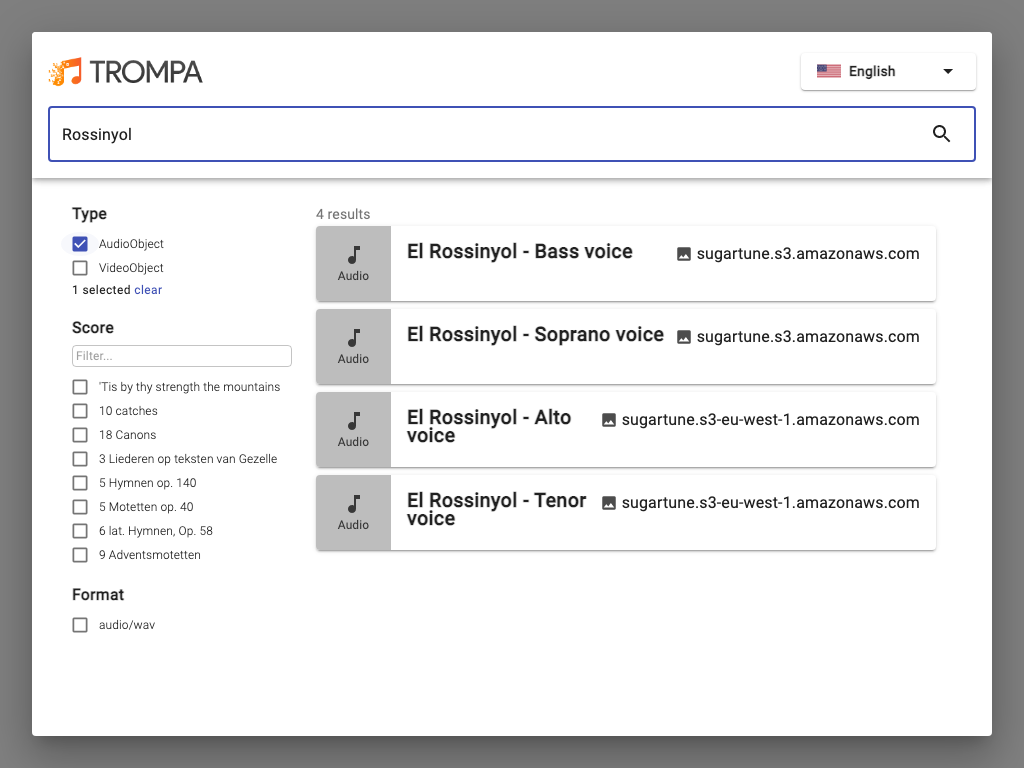 TROMPA
English
Rossinyol
Type
AudioObject
VideoObject
1 selected clear
Score
Filter...
'Tis by thy strength the mountains
10 catches
18 Canons
3 Liederen op teksten van Gezelle
5 Hymnen op. 140
5 Motetten op. 40
6 lat. Hymnen, Op. 58
9 Adventsmotetten
Format
audio/wav
4 results
Audio
El Rossinyol - Bass voice
sugartune.s3.amazonaws.com
Audio
El Rossinyol - Soprano voice
sugartune.s3.amazonaws.com
Audio
El Rossinyol - Alto
voice
sugartune.s3-eu-west-1.amazonaws.com
Audio
El Rossinyol - Tenor
voice
sugartune.s3-eu-west-1.amazonaws.com